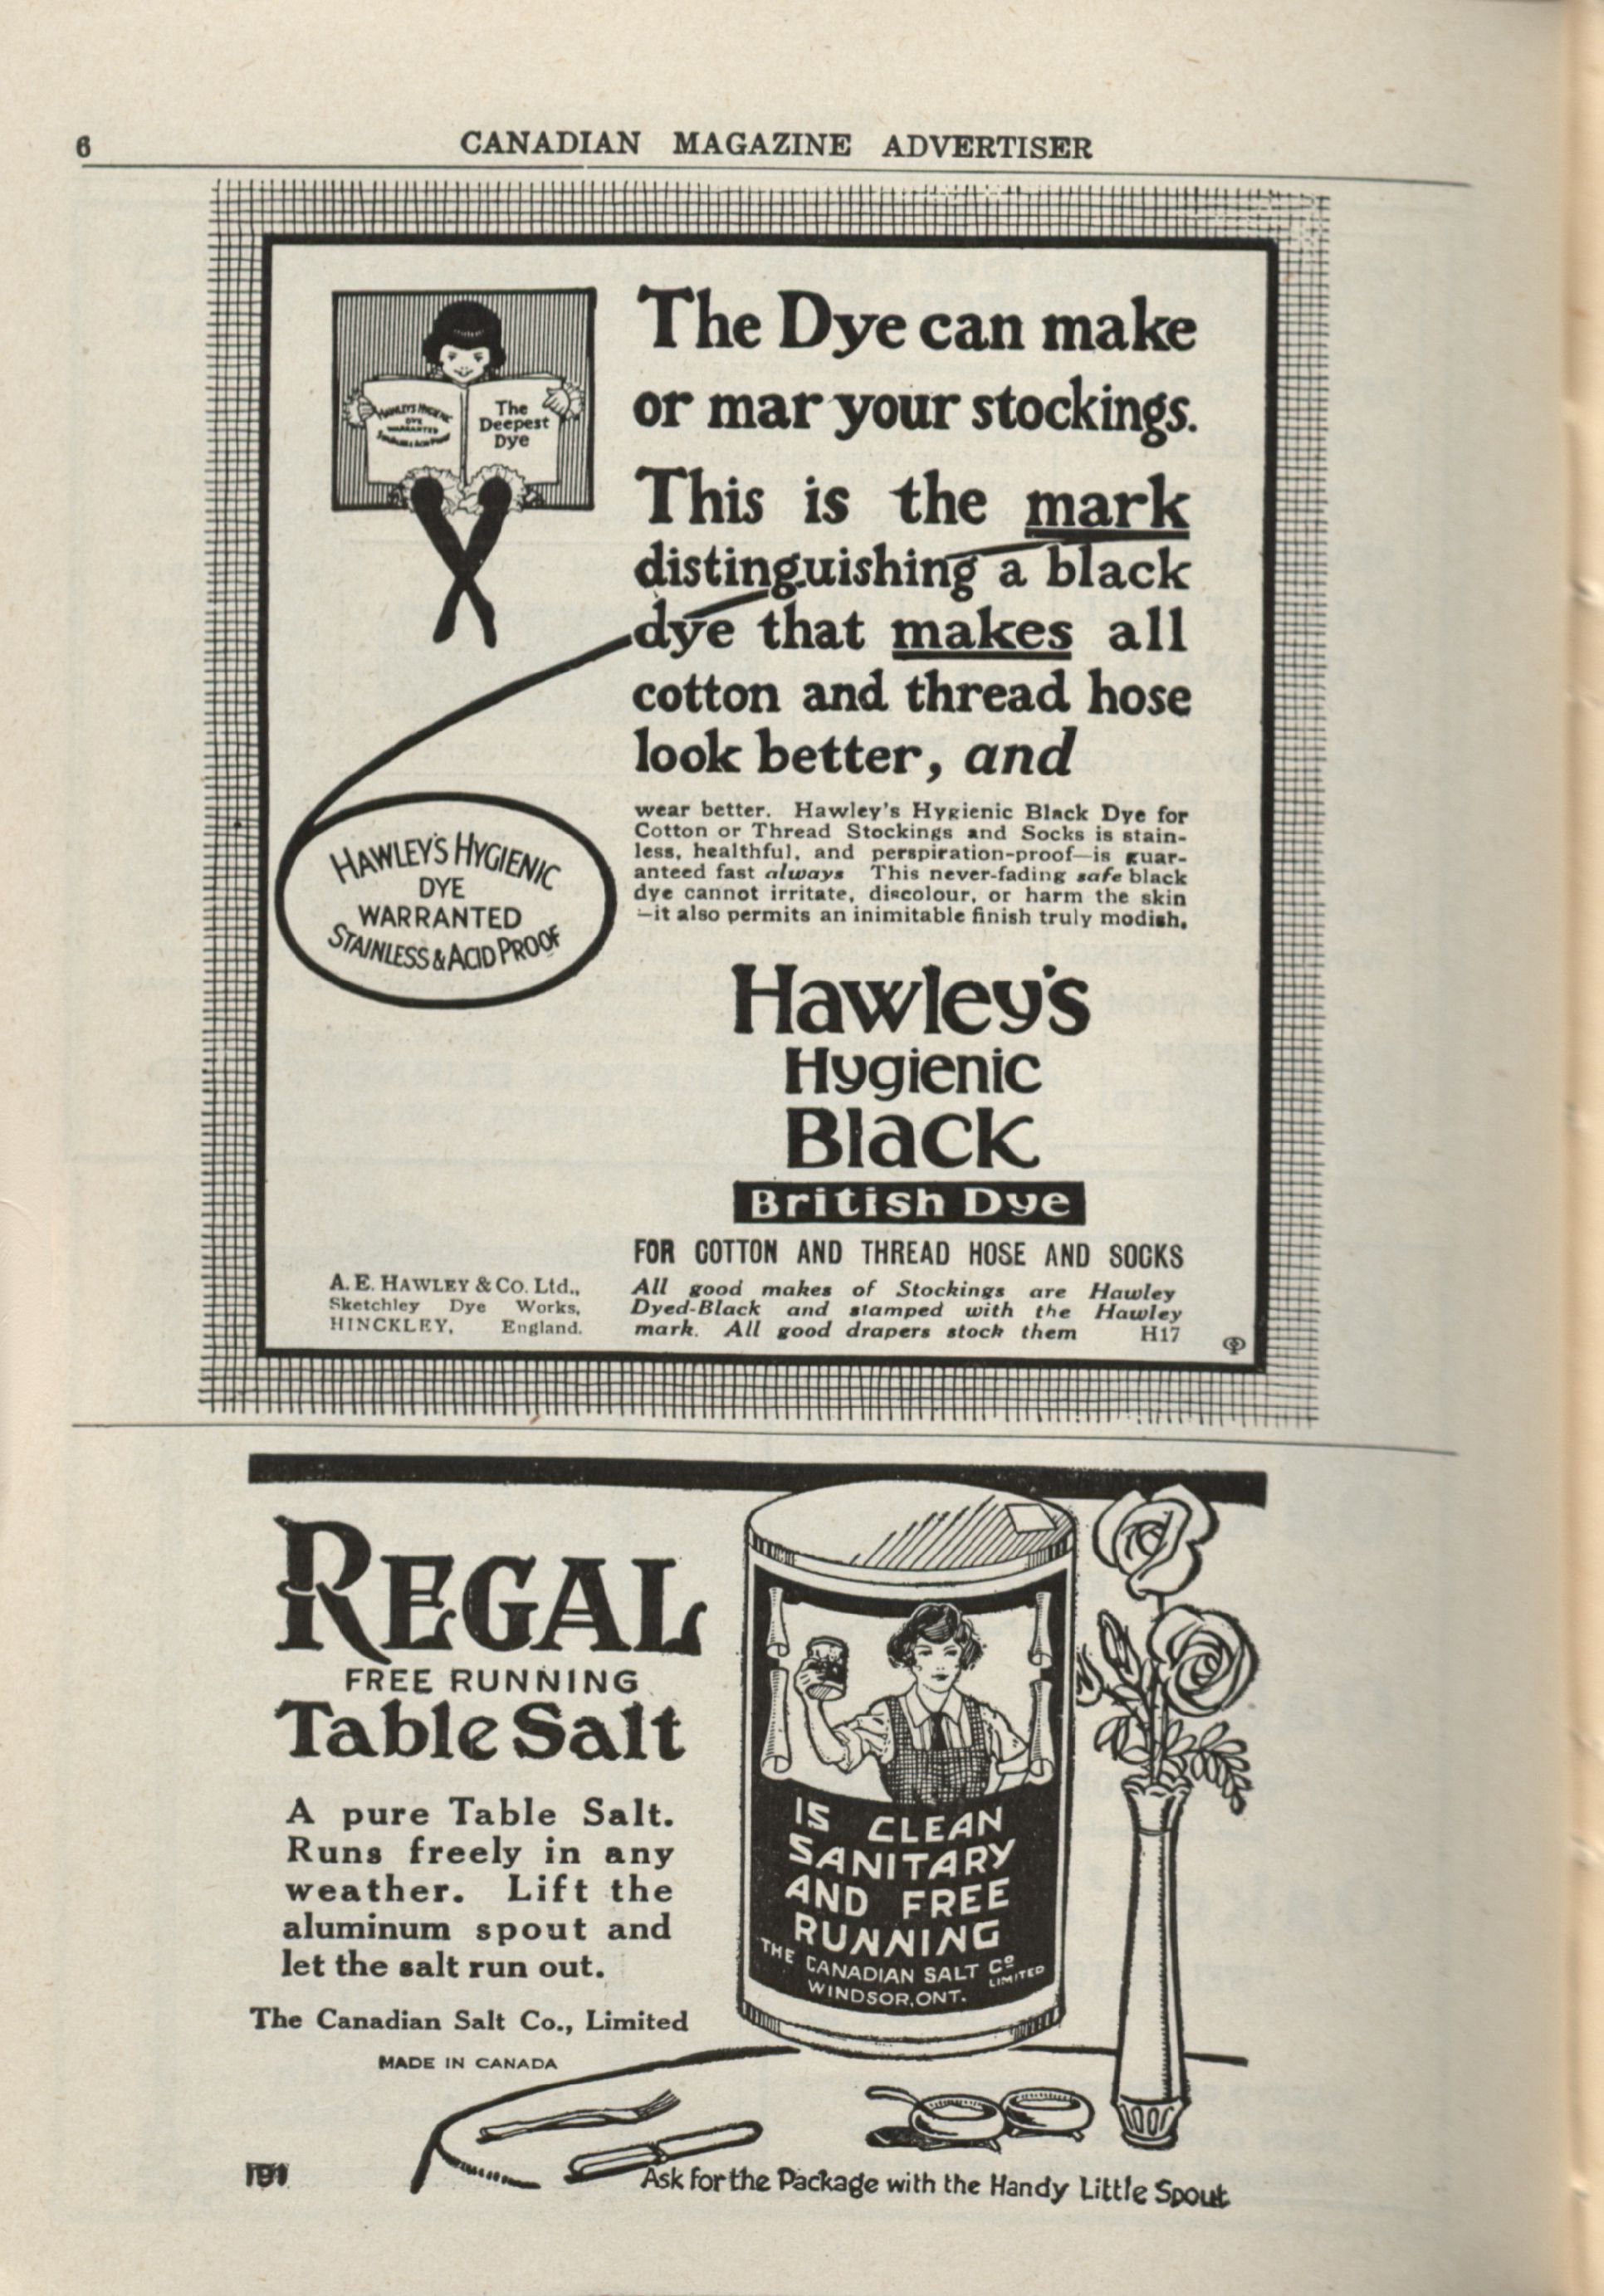 6
CANADIAN MAGAZINE ADVERTISER
HAWLEY'S HYGIENIC
DYE
WARRANTED
STAINLESS & ACID PROOF
The
Deepest
Dye
The Dye can make
or mar your stockings.
This is the mark
distinguishing a black
dye that makes all
cotton and thread hose
look better, and
wear better. Hawley's Hygienic Black Dye for
Cotton or Thread Stockings and Socks is stain-
less, healthful, and perspiration-proof—is guar-
anteed fast always This never-fading safe black
dye cannot irritate, discolour, or harm the skin
—it also permits an inimitable finish truly modish.
HAWLEY'S HYGIENIC
DYE
WARRANTED
STAINLESS & ACID PROOF
Hawley's
Hygienic
Black
British Dye
FOR COTTON AND THREAD HOSE AND SOCKS
A. E. HAWLEY & CO. Ltd.,
Sketchley Dye Works,
HINCKLEY, England.
All good makes of Stockings are Hawley
Dyed-Black and stamped with the Hawley
mark. All good drapers stock them H17
REGAL
FREE RUNNING
Table Salt
A pure Table Salt.
Runs freely in any
weather. Lift the
aluminum spout and
let the salt run out.
The Canadian Salt Co., Limited
MADE IN CANADA
IS CLEAN
SANITARY
AND FREE
RUNNING
THE CANADIAN SALT CO LIMITED
WINDSOR, ONT.
191
Ask for the Package with the Handy Little Spout